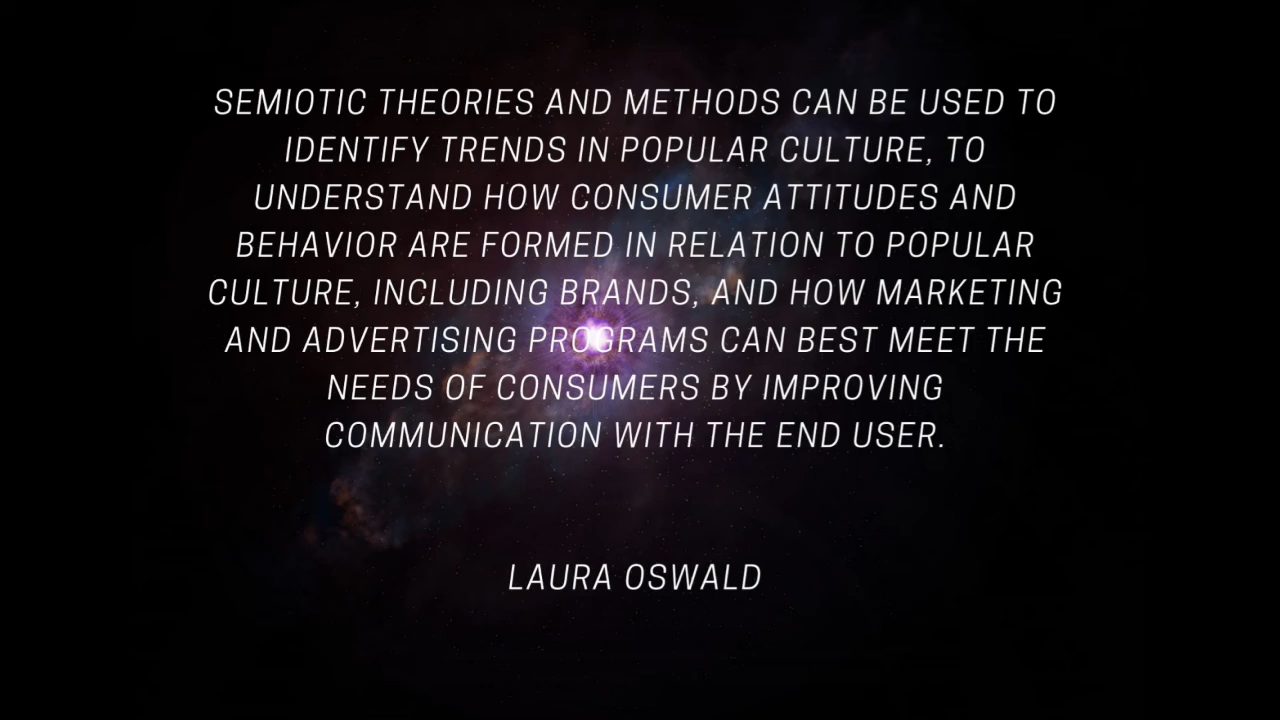 SEMIOTIC THEORIES AND METHODS CAN BE USED TO
IDENTIFY TRENDS IN POPULAR CULTURE, TO
UNDERSTAND HOW CONSUMER ATTITUDES AND
BEHAVIOR ARE FORMED IN RELATION TO POPULAR
CULTURE, INCLUDING BRANDS, AND HOW MARKETING
AND ADVERTISING PROGRAMS CAN BEST MEET THE
NEEDS OF CONSUMERS BY IMPROVING
COMMUNICATION WITH THE END USER.
LAURA OSWALD